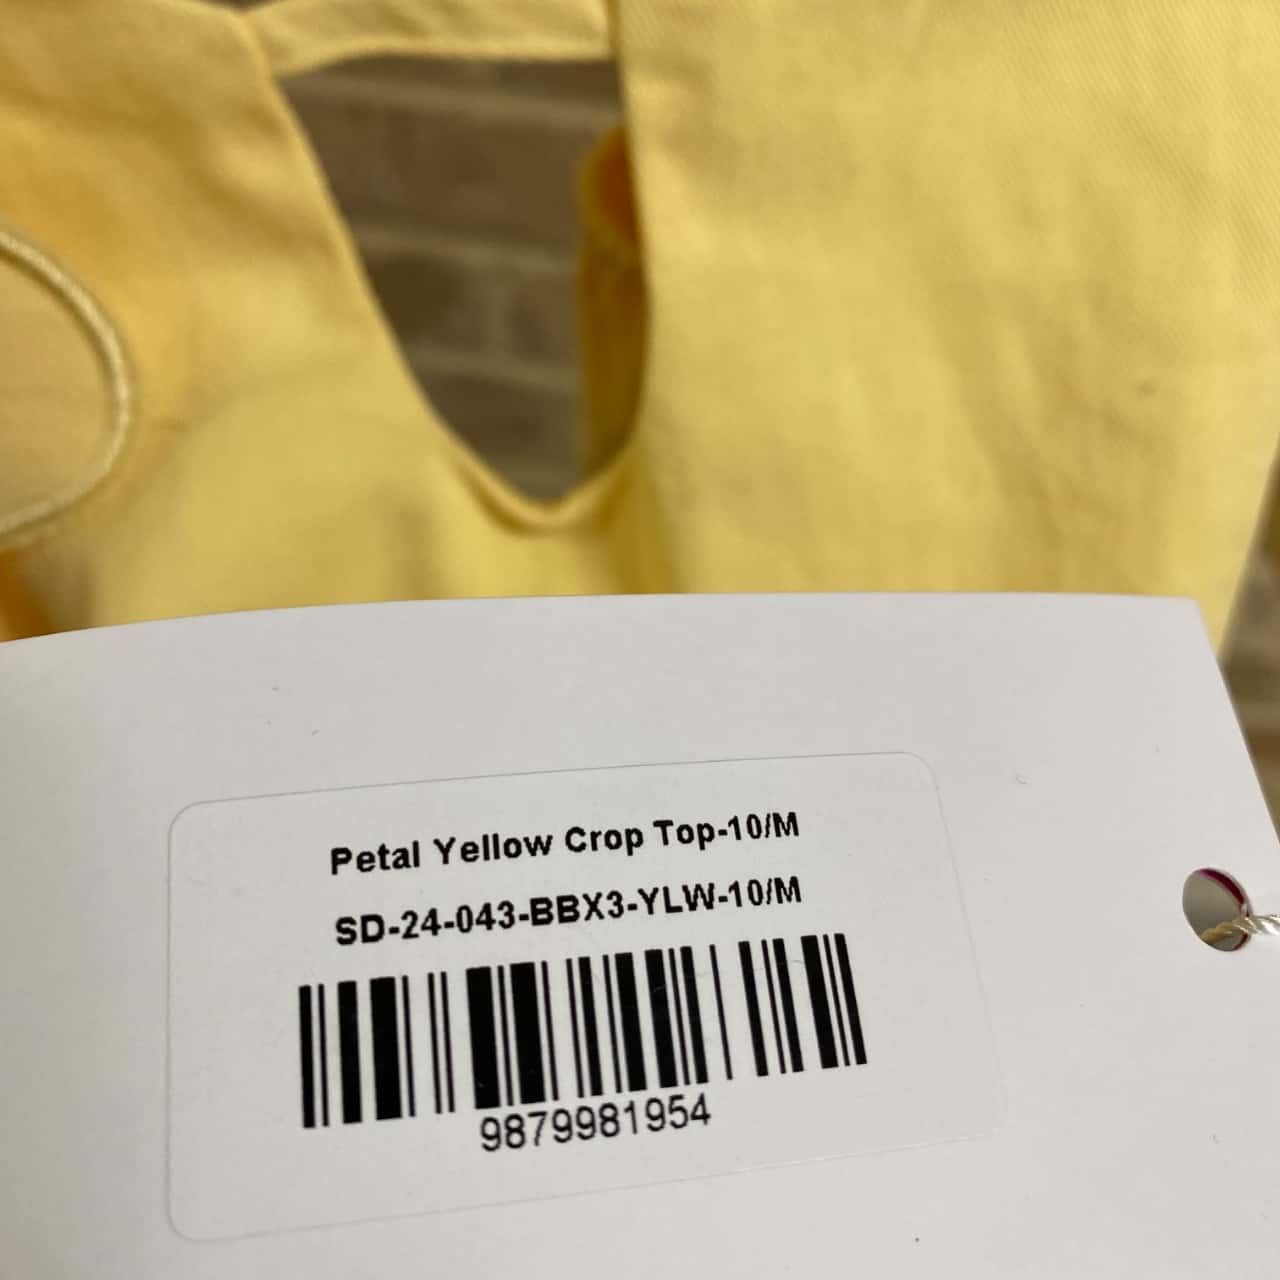 Petal Yellow Crop Top-10/M
SD-24-043-BBX3-YLW-10/M
9879981954